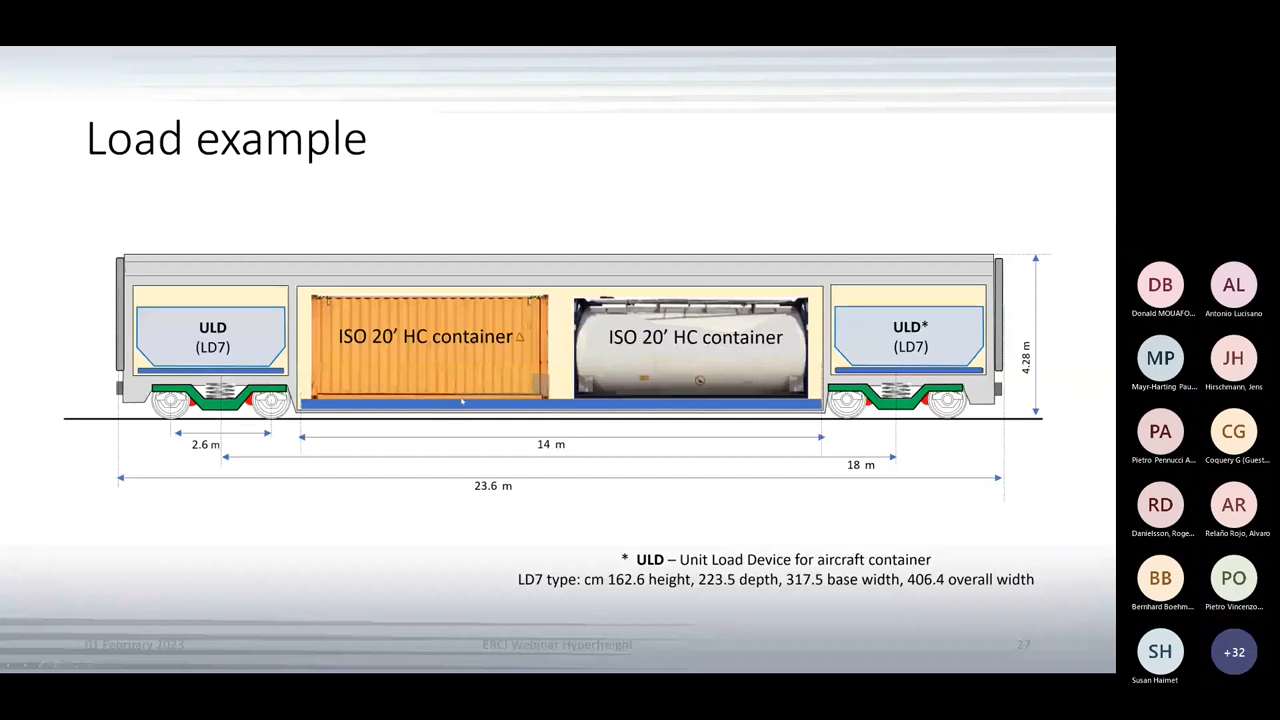 Load example
ULD
(LD7)
ISO 20’ HC container
ISO 20’ HC container
ULD*
(LD7)
4.28 m
2.6 m
14 m
18 m
23.6 m
* ULD – Unit Load Device for aircraft container
LD7 type: cm 162.6 height, 223.5 depth, 317.5 base width, 406.4 overall width
01 February 2023
ERCI Webinar Hyperfreight
27
DB
AL
Donald MOUAFO...
Antonio Lucisano
MP
JH
Mayr-Harting Pau...
Hirschmann, Jens
PA
CG
Pietro Pennucci A...
Coquery G (Guest...
RD
AR
Danielsson, Roge...
Relaño Rojo, Alvaro
BB
PO
Bernhard Boehm...
Pietro Vincenzo...
SH
+32
Susan Haimet